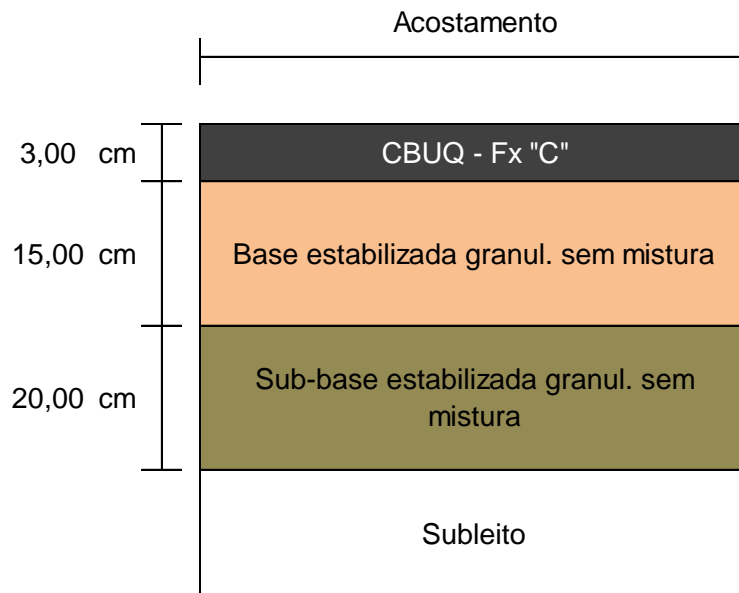 Acostamento
3,00 cm
CBUQ - Fx "C"
15,00 cm
Base estabilizada granul. sem mistura
20,00 cm
Sub-base estabilizada granul. sem
mistura
Subleito